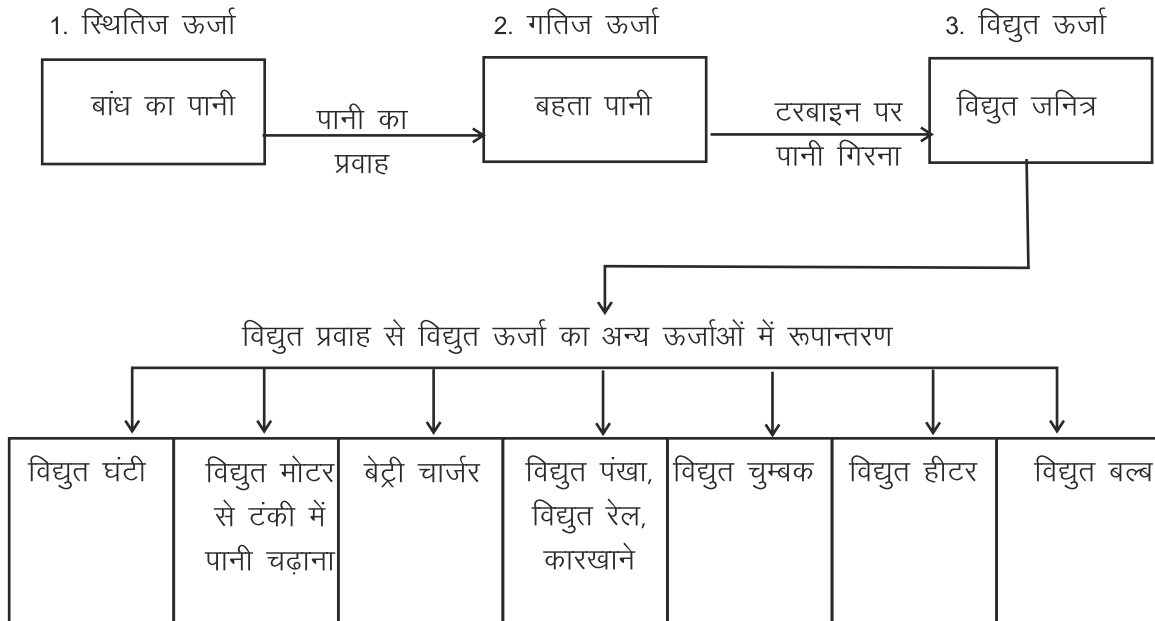 1. स्थितिज ऊर्जा
2. गतिज ऊर्जा
3. विद्युत ऊर्जा
बांध का पानी
पानी का
प्रवाह
बहता पानी
टरबाइन पर
पानी गिरना
विद्युत जनित्र
विद्युत प्रवाह से विद्युत ऊर्जा का अन्य ऊर्जाओं में रूपान्तरण
विद्युत घंटी
विद्युत मोटर
से टंकी में
पानी चढ़ाना
बेट्री चार्जर
विद्युत पंखा,
विद्युत रेल,
कारखाने
विद्युत चुम्बक
विद्युत हीटर
विद्युत बल्ब